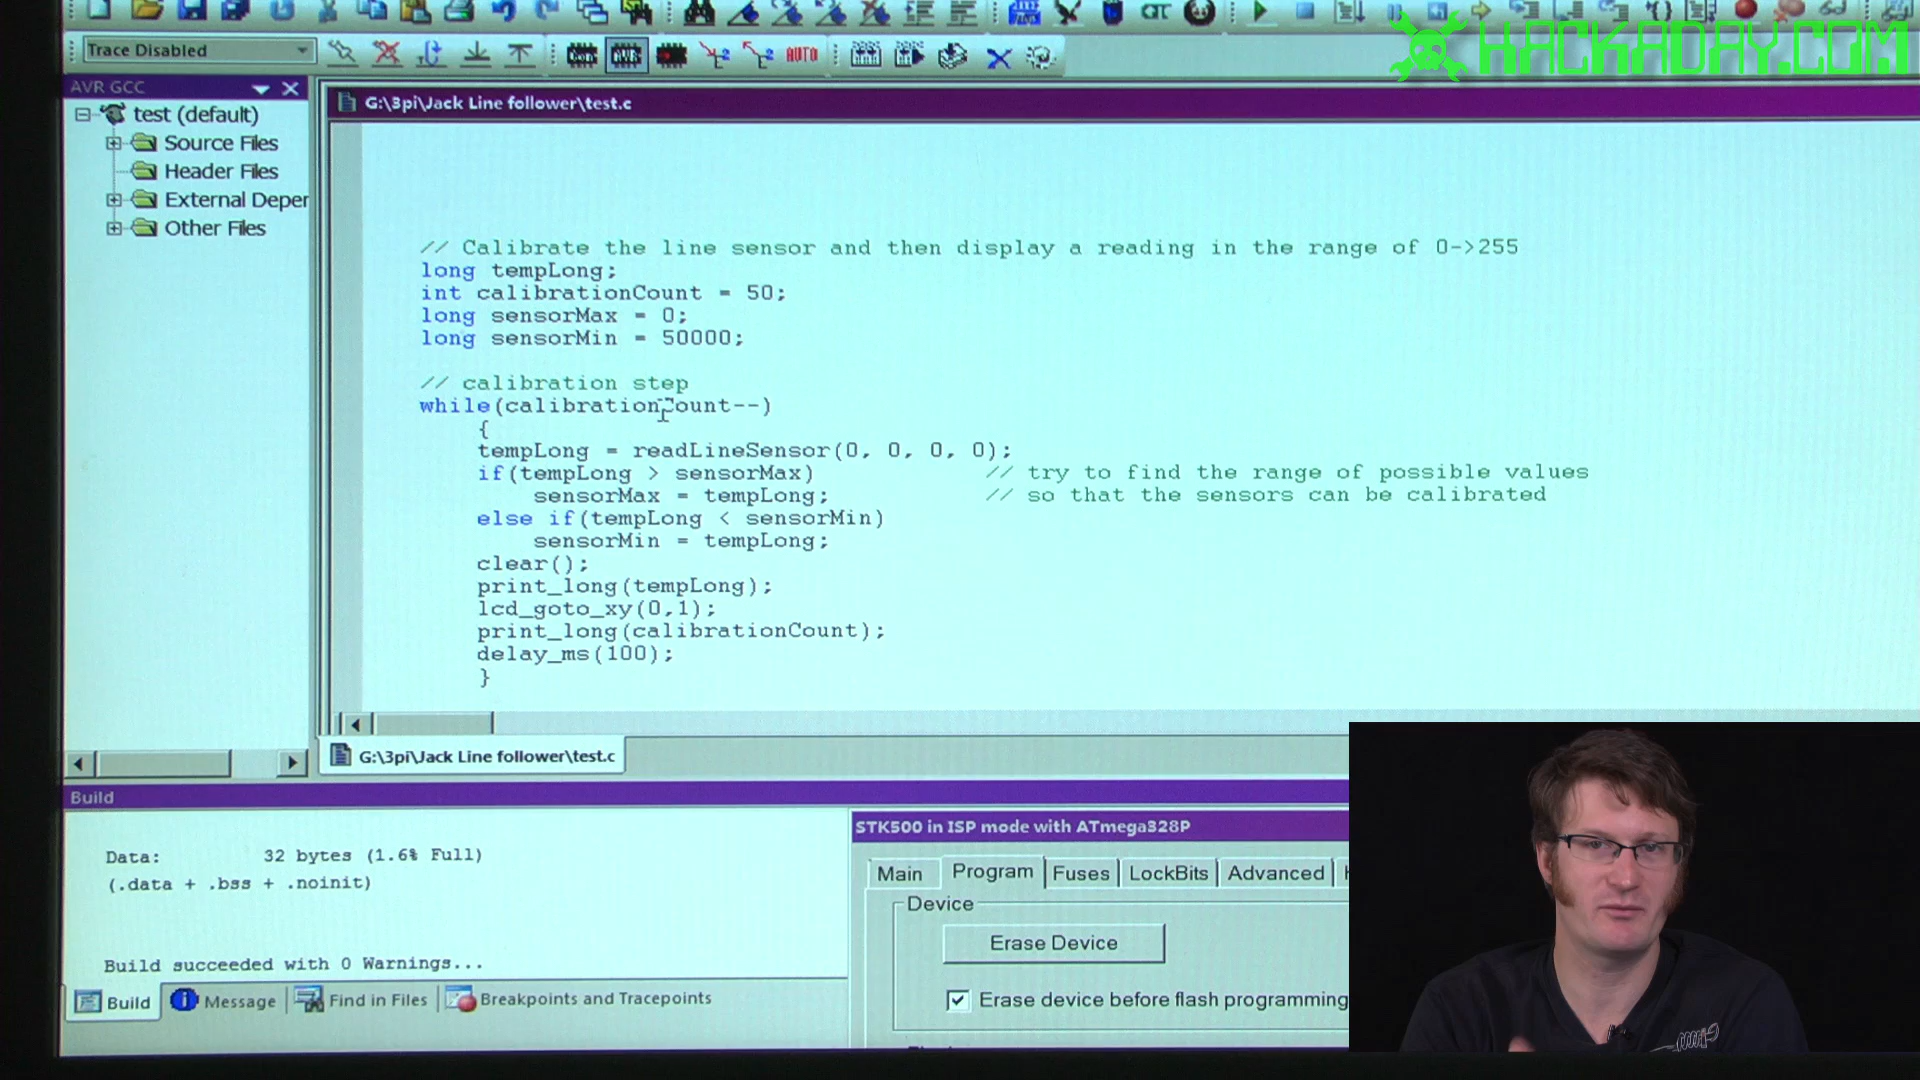 HACKADAY.COM
Trace Disabled
AUTO
AVR GCC
test (default)
Source Files
Header Files
External Deper
Other Files
G:\3pi\Jack Line follower\test.c
// Calibrate the line sensor and then display a reading in the range of 0->255
long tempLong;
int calibrationCount = 50;
long sensorMax = 0;
long sensorMin = 50000;
// calibration step
while(calibrationCount--)
{
tempLong = readLineSensor(0, 0, 0, 0);
if(tempLong > sensorMax) // try to find the range of possible values
sensorMax = tempLong; // so that the sensors can be calibrated
else if(tempLong < sensorMin)
sensorMin = tempLong;
clear();
print_long(tempLong);
lcd_goto_xy(0,1);
print_long(calibrationCount);
delay_ms(100);
}
G:\3pi\Jack Line follower\test.c
Build
Data: 32 bytes (1.6% Full)
(.data + .bss + .noinit)
Build succeeded with 0 Warnings...
Build Message Find in Files Breakpoints and Tracepoints
STK500 in ISP mode with ATmega328P
Main Program Fuses LockBits Advanced
Device
Erase Device
Erase device before flash programming